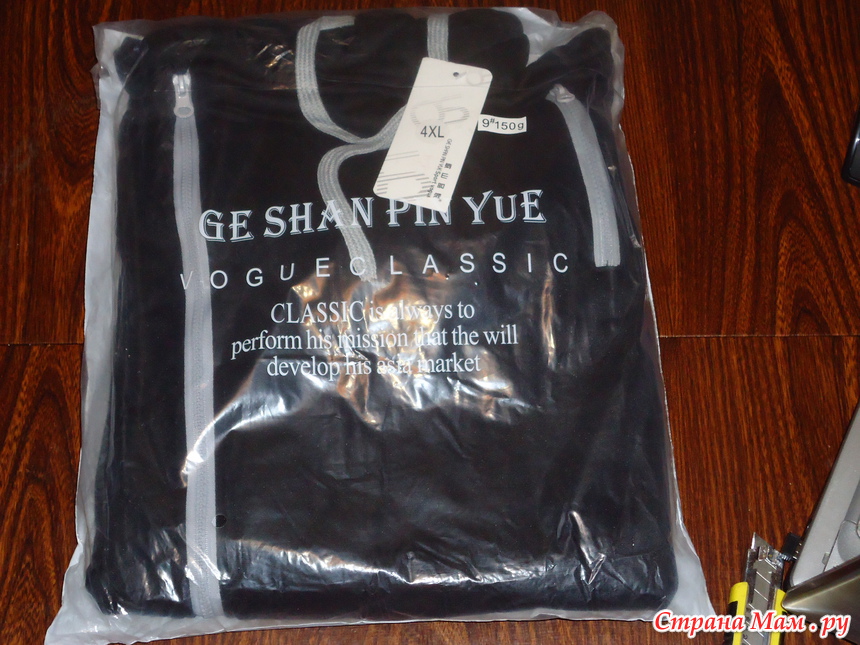 4XL
9#150g
GE SHAN PIN YUE
VOGUECLASSIC
CLASSIC is always to
perform his mission that the will
develop his asia market
Страна Мам.ру